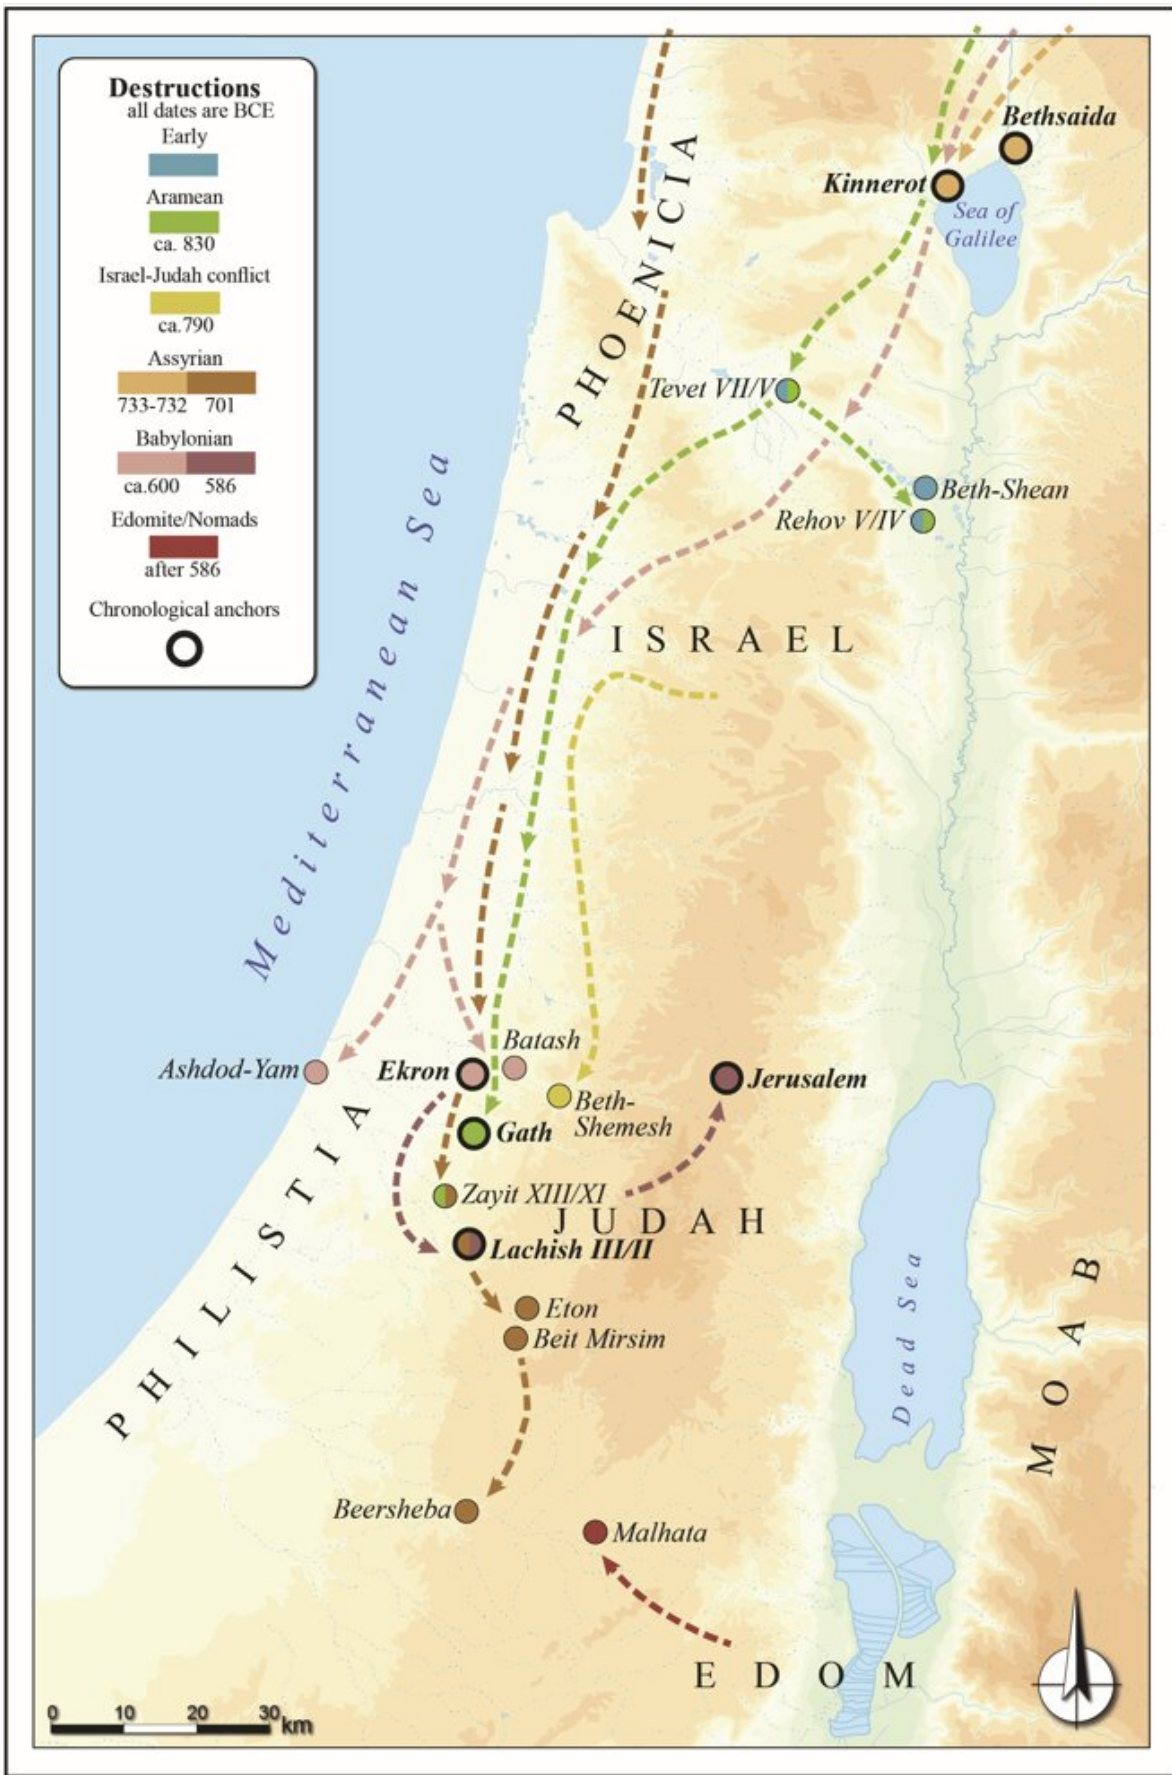 Destructions
all dates are BCE
Early
Aramean
ca. 830
Israel-Judah conflict
ca.790
Assyrian
733-732 701
Babylonian
ca.600 586
Edomite/Nomads
after 586
Chronological anchors
Bethsaida
Kinnerot
Sea of
Galilee
PHOENICIA
Tevet VII/V
Beth-Shean
Rehov V/IV
Mediterranean Sea
ISRAEL
Batash
Ashdod-Yam
Ekron
Jerusalem
Beth-
Shemesh
Gath
Zayit XIII/XI
JUDAH
Lachish III/II
PHILISTIA
Eton
Beit Mirsim
Dead Sea
MOAB
Beersheba
Malhata
EDOM
0 10 20 30 km